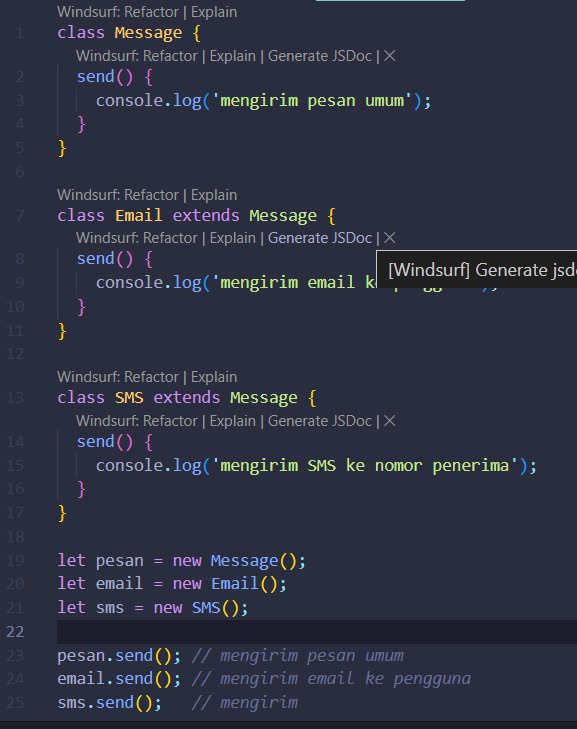 Windsurf: Refactor | Explain
1 class Message {
Windsurf: Refactor | Explain | Generate JSDoc | ×
2 send() {
3 console.log('mengirim pesan umum');
4 }
5 }
6
Windsurf: Refactor | Explain
7 class Email extends Message {
Windsurf: Refactor | Explain | Generate JSDoc | ×
8 send() {
[Windsurf] Generate
9 console.log('mengirim email
10 }
11 }
12
Windsurf: Refactor | Explain
13 class SMS extends Message {
Windsurf: Refactor | Explain | Generate JSDoc | ×
14 send() {
15 console.log('mengirim SMS ke nomor penerima');
16 }
17 }
18
19 let pesan = new Message();
20 let email = new Email();
21 let sms = new SMS();
22
23 pesan.send(); // mengirim pesan umum
24 email.send(); // mengirim email ke pengguna
25 sms.send(); // mengirim